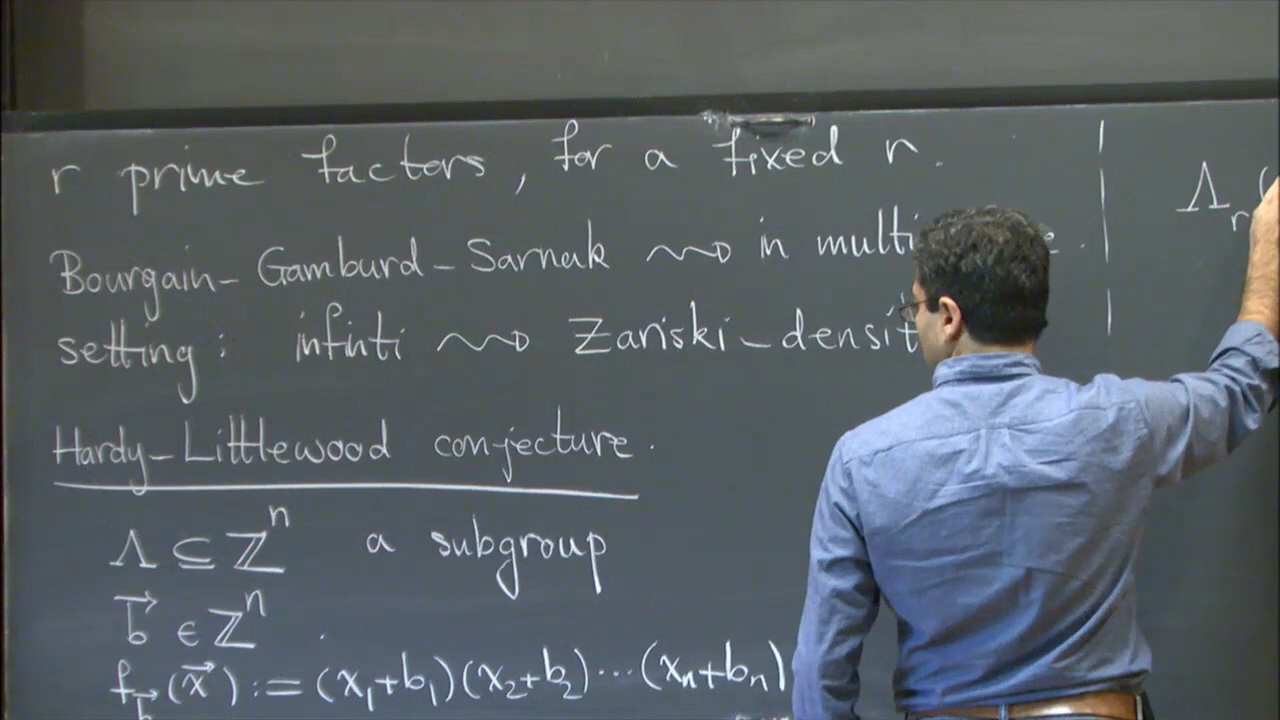 r prime factors, for a fixed r.
Bourgain-Gamburd-Sarnak ⇝ in multi
setting: infinti ⇝ Zariski-densit
Hardy-Littlewood conjecture.
Λ ⊆ ℤⁿ a subgroup
b⃗ ∈ ℤⁿ
f_b⃗(x⃗) := (x₁+b₁)(x₂+b₂)⋯(xₙ+bₙ)
Λᵣ(